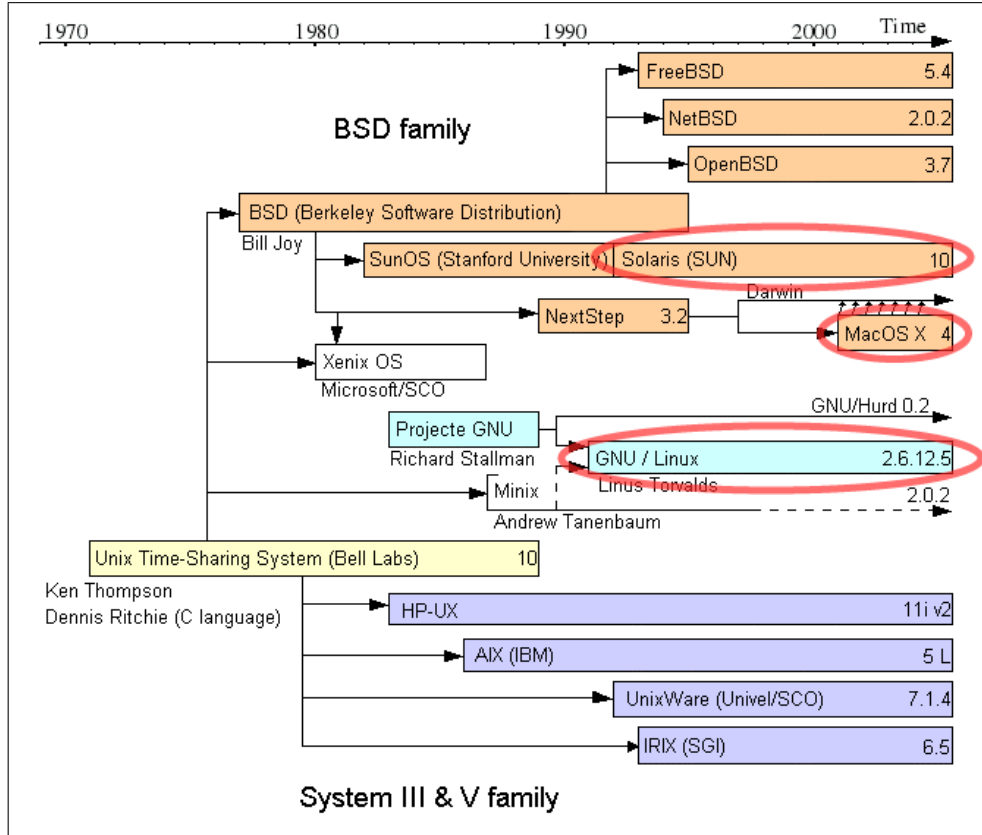 1970 1980 1990 2000 Time
FreeBSD 5.4
BSD family
NetBSD 2.0.2
OpenBSD 3.7
BSD (Berkeley Software Distribution)
Bill Joy
SunOS (Stanford University) Solaris (SUN) 10
Darwin
NextStep 3.2
MacOS X 4
Xenix OS
Microsoft/SCO
GNU/Hurd 0.2
Projecte GNU
Richard Stallman
GNU / Linux 2.6.12.5
Linus Torvalds
Minix 2.0.2
Andrew Tanenbaum
Unix Time-Sharing System (Bell Labs) 10
Ken Thompson
Dennis Ritchie (C language)
HP-UX 11i v2
AIX (IBM) 5 L
UnixWare (Univel/SCO) 7.1.4
IRIX (SGI) 6.5
System III & V family